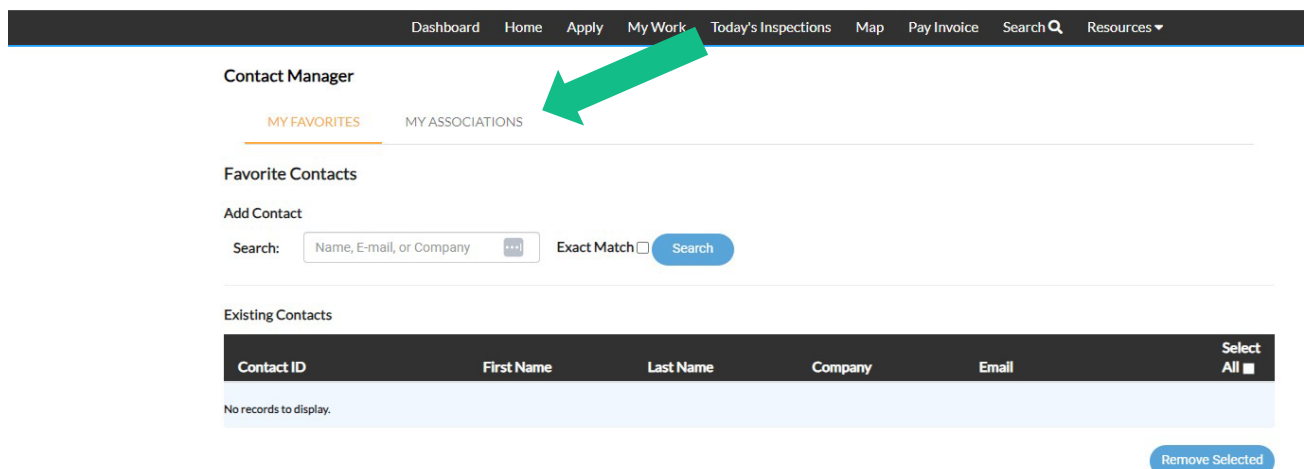 Dashboard Home Apply My Work Today's Inspections Map Pay Invoice Search Resources
Contact Manager
MY FAVORITES MY ASSOCIATIONS
Favorite Contacts
Add Contact
Search: Name, E-mail, or Company Exact Match Search
Existing Contacts
Contact ID First Name Last Name Company Email Select All
No records to display.
Remove Selected